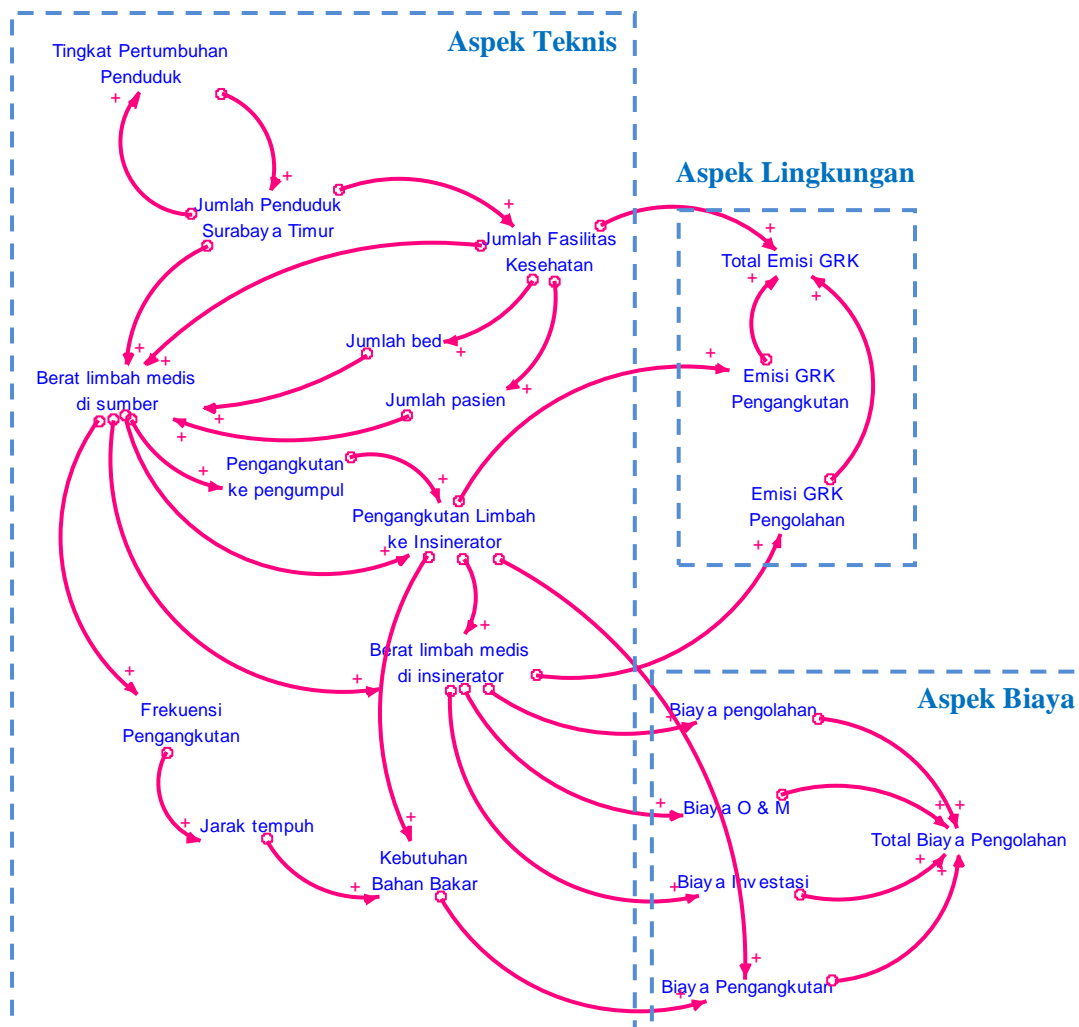 Aspek Teknis
Tingkat Pertumbuhan
Penduduk
+
+
Jumlah Penduduk
Surabaya Timur
+
Jumlah Fasilitas
Kesehatan
Aspek Lingkungan
+
Total Emisi GRK
+
+
Jumlah bed
+
+
+
Berat limbah medis
di sumber
+
Emisi GRK
Pengangkutan
Jumlah pasien
+
+
+
Pengangkutan
ke pengumpul
+
+
Pengangkutan Limbah
ke Insinerator
+
Emisi GRK
Pengolahan
+
Berat limbah medis
di insinerator
+
+
+
Frekuensi
Pengangkutan
Aspek Biaya
Biaya pengolahan
+
Jarak tempuh
+
Biaya O & M
+
+
+
Total Biaya Pengolahan
+
+
Kebutuhan
Bahan Bakar
+
+
Biaya Investasi
+
Biaya Pengangkutan
+
+